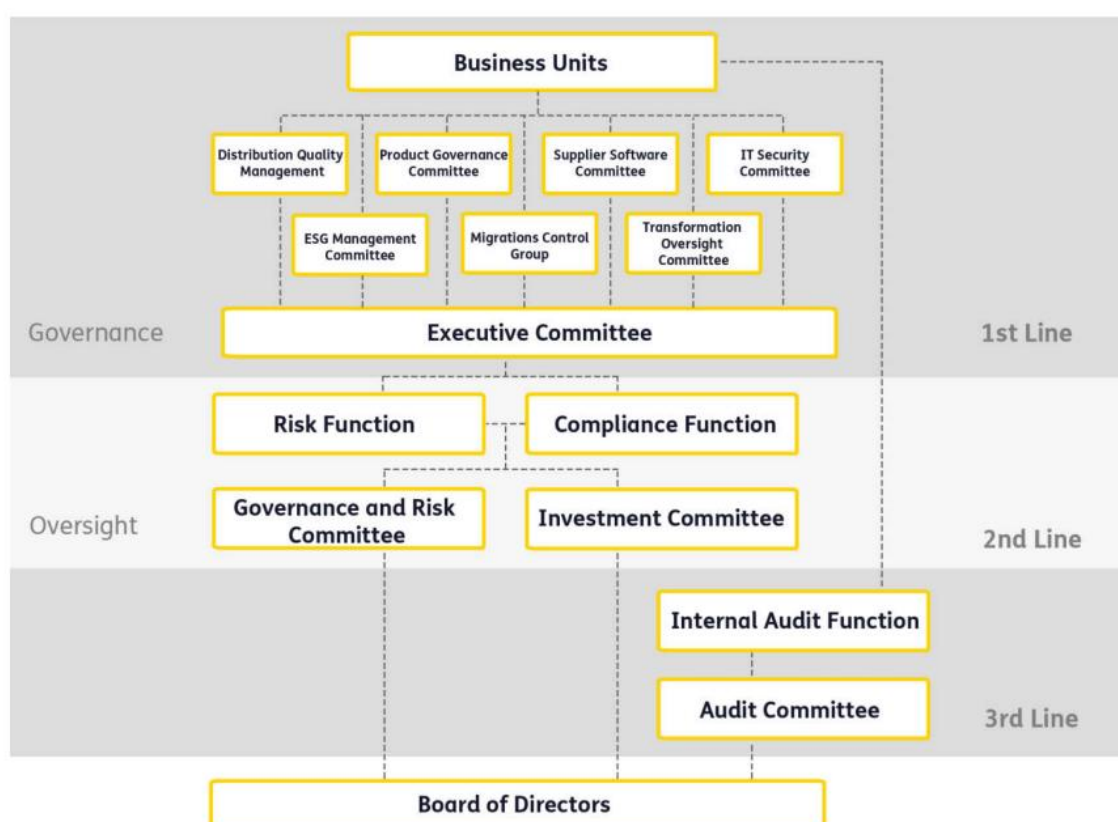 Business Units
Distribution Quality
Management
Product Governance
Committee
Supplier Software
Committee
IT Security
Committee
ESG Management
Committee
Migrations Control
Group
Transformation
Oversight
Committee
Governance
Executive Committee
1st Line
Risk Function
Compliance Function
Oversight
Governance and Risk
Committee
Investment Committee
2nd Line
Internal Audit Function
Audit Committee
3rd Line
Board of Directors